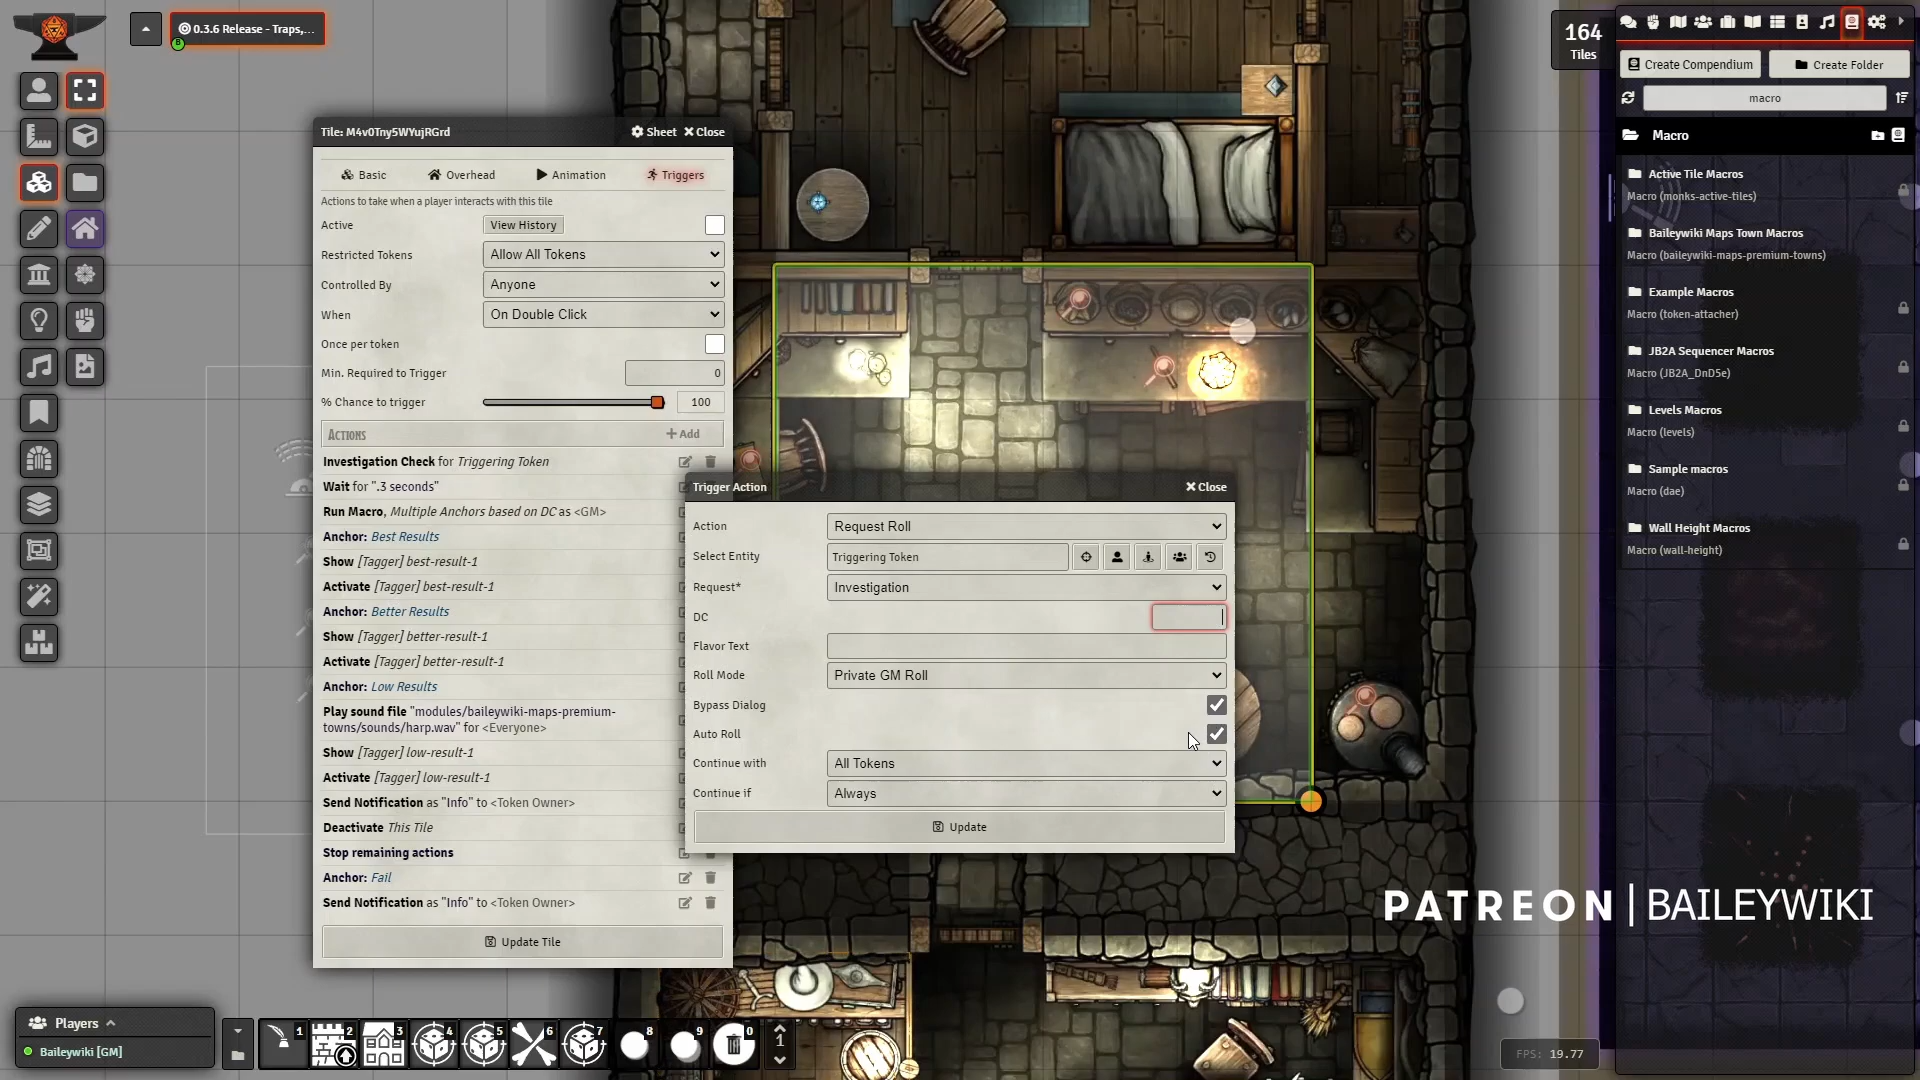 0.3.6 Release - Traps,...
B
Tile: M4v0Tny5WYujRGrd
Sheet
Close
Basic
Overhead
Animation
Triggers
Actions to take when a player interacts with this tile
Active
View History
Restricted Tokens
Allow All Tokens
Controlled By
Anyone
When
On Double Click
Once per token
Min. Required to Trigger
0
% Chance to trigger
100
ACTIONS
Add
Investigation Check for Triggering Token
Wait for ".3 seconds"
Run Macro, Multiple Anchors based on DC as <GM>
Anchor: Best Results
Show [Tagger] best-result-1
Activate [Tagger] best-result-1
Anchor: Better Results
Show [Tagger] better-result-1
Activate [Tagger] better-result-1
Anchor: Low Results
Play sound file "modules/baileywiki-maps-premium-
towns/sounds/harp.wav" for <Everyone>
Show [Tagger] low-result-1
Activate [Tagger] low-result-1
Send Notification as "Info" to <Token Owner>
Deactivate This Tile
Stop remaining actions
Anchor: Fail
Send Notification as "Info" to <Token Owner>
Update Tile
Trigger Action
Close
Action
Request Roll
Select Entity
Triggering Token
Request*
Investigation
DC
Flavor Text
Roll Mode
Private GM Roll
Bypass Dialog
Auto Roll
Continue with
All Tokens
Continue if
Always
Update
164
Tiles
Create Compendium
Create Folder
macro
Macro
Active Tile Macros
Macro (monks-active-tiles)
Baileywiki Maps Town Macros
Macro (baileywiki-maps-premium-towns)
Example Macros
Macro (token-attacher)
JB2A Sequencer Macros
Macro (JB2A_DnD5e)
Levels Macros
Macro (levels)
Sample macros
Macro (dae)
Wall Height Macros
Macro (wall-height)
PATREON | BAILEYWIKI
Players
Baileywiki [GM]
1
2
3
4
5
6
7
8
9
0
1
FPS: 19.77